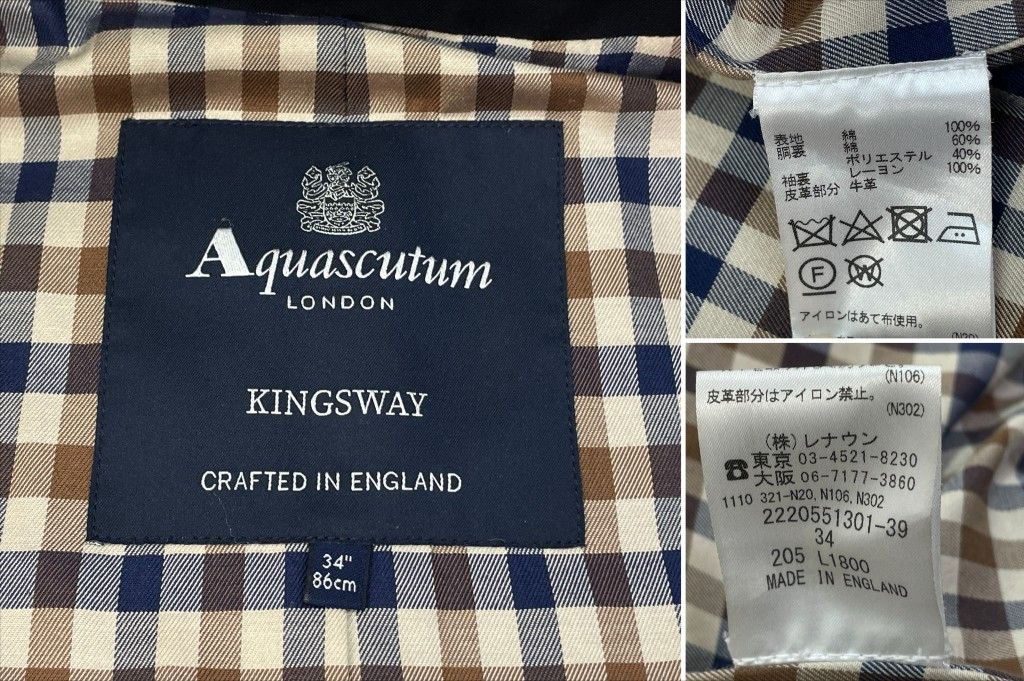 Aquascutum
LONDON
KINGSWAY
CRAFTED IN ENGLAND
34"
86cm
表地 綿 100%
胴裏 綿 60%
ポリエステル 40%
袖裏 レーヨン 100%
皮革部分 牛革
F
W
アイロンはあて布使用。
(N106)
皮革部分はアイロン禁止。
(N302)
(株)レナウン
☎東京 03-4521-8230
大阪 06-7177-3860
1110 321-N20, N106, N302
2220551301-39
34
205 L1800
MADE IN ENGLAND